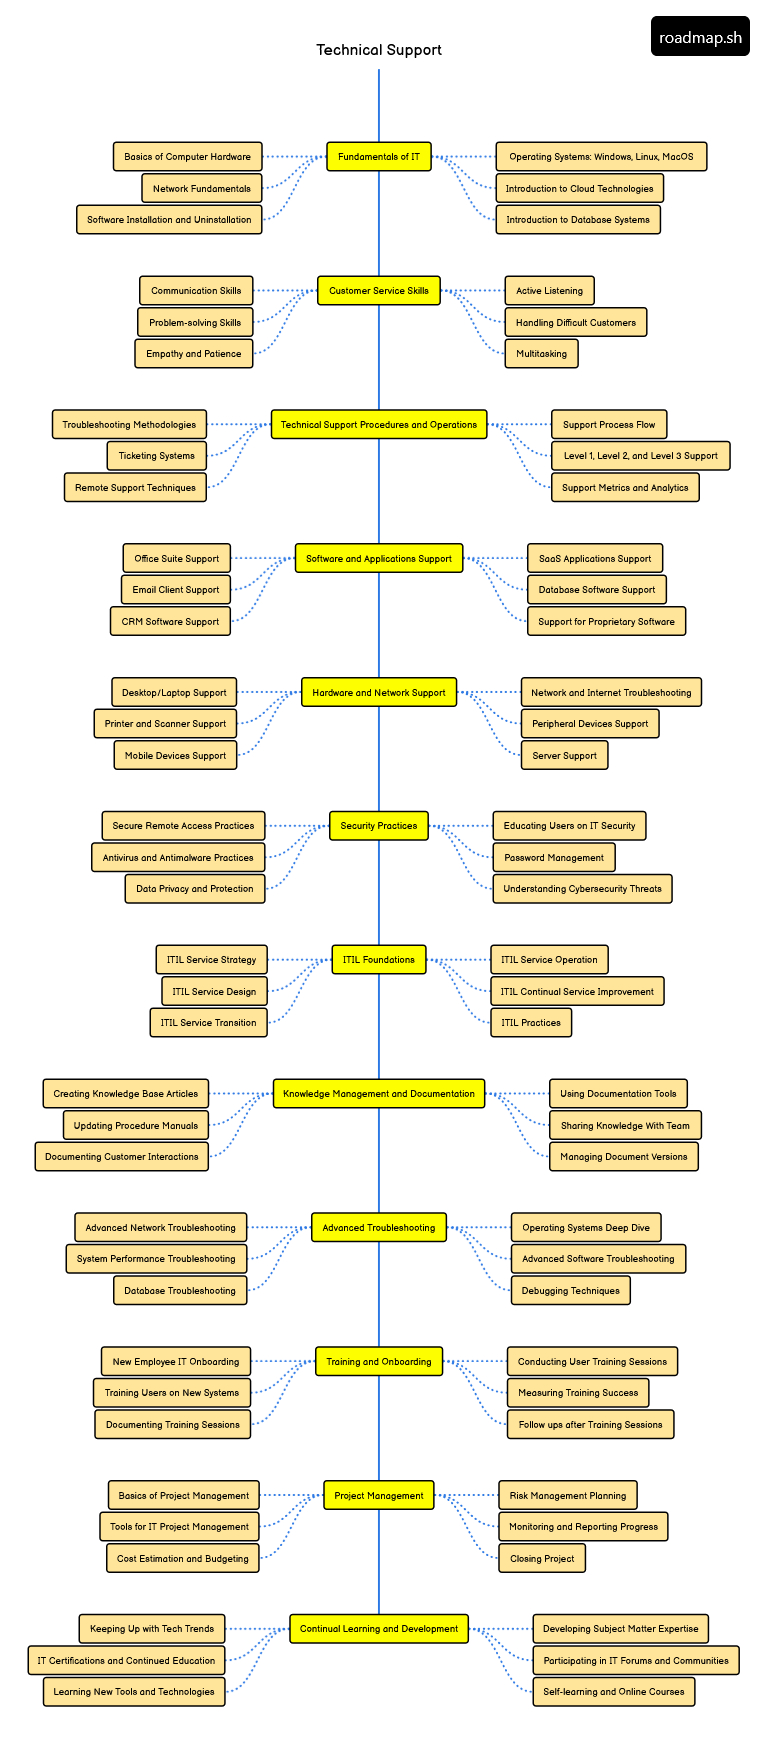 roadmap.sh
Technical Support
Fundamentals of IT
Basics of Computer Hardware
Network Fundamentals
Software Installation and Uninstallation
Operating Systems: Windows, Linux, MacOS
Introduction to Cloud Technologies
Introduction to Database Systems
Customer Service Skills
Communication Skills
Problem-solving Skills
Empathy and Patience
Active Listening
Handling Difficult Customers
Multitasking
Technical Support Procedures and Operations
Troubleshooting Methodologies
Ticketing Systems
Remote Support Techniques
Support Process Flow
Level 1, Level 2, and Level 3 Support
Support Metrics and Analytics
Software and Applications Support
Office Suite Support
Email Client Support
CRM Software Support
SaaS Applications Support
Database Software Support
Support for Proprietary Software
Hardware and Network Support
Desktop/Laptop Support
Printer and Scanner Support
Mobile Devices Support
Network and Internet Troubleshooting
Peripheral Devices Support
Server Support
Security Practices
Secure Remote Access Practices
Antivirus and Antimalware Practices
Data Privacy and Protection
Educating Users on IT Security
Password Management
Understanding Cybersecurity Threats
ITIL Foundations
ITIL Service Strategy
ITIL Service Design
ITIL Service Transition
ITIL Service Operation
ITIL Continual Service Improvement
ITIL Practices
Knowledge Management and Documentation
Creating Knowledge Base Articles
Updating Procedure Manuals
Documenting Customer Interactions
Using Documentation Tools
Sharing Knowledge With Team
Managing Document Versions
Advanced Troubleshooting
Advanced Network Troubleshooting
System Performance Troubleshooting
Database Troubleshooting
Operating Systems Deep Dive
Advanced Software Troubleshooting
Debugging Techniques
Training and Onboarding
New Employee IT Onboarding
Training Users on New Systems
Documenting Training Sessions
Conducting User Training Sessions
Measuring Training Success
Follow ups after Training Sessions
Project Management
Basics of Project Management
Tools for IT Project Management
Cost Estimation and Budgeting
Risk Management Planning
Monitoring and Reporting Progress
Closing Project
Continual Learning and Development
Keeping Up with Tech Trends
IT Certifications and Continued Education
Learning New Tools and Technologies
Developing Subject Matter Expertise
Participating in IT Forums and Communities
Self-learning and Online Courses